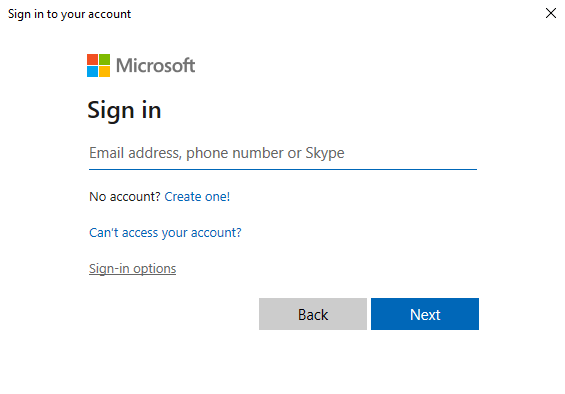 Sign in to your account
Microsoft
Sign in
Email address, phone number or Skype
No account? Create one!
Can't access your account?
Sign-in options
Back Next